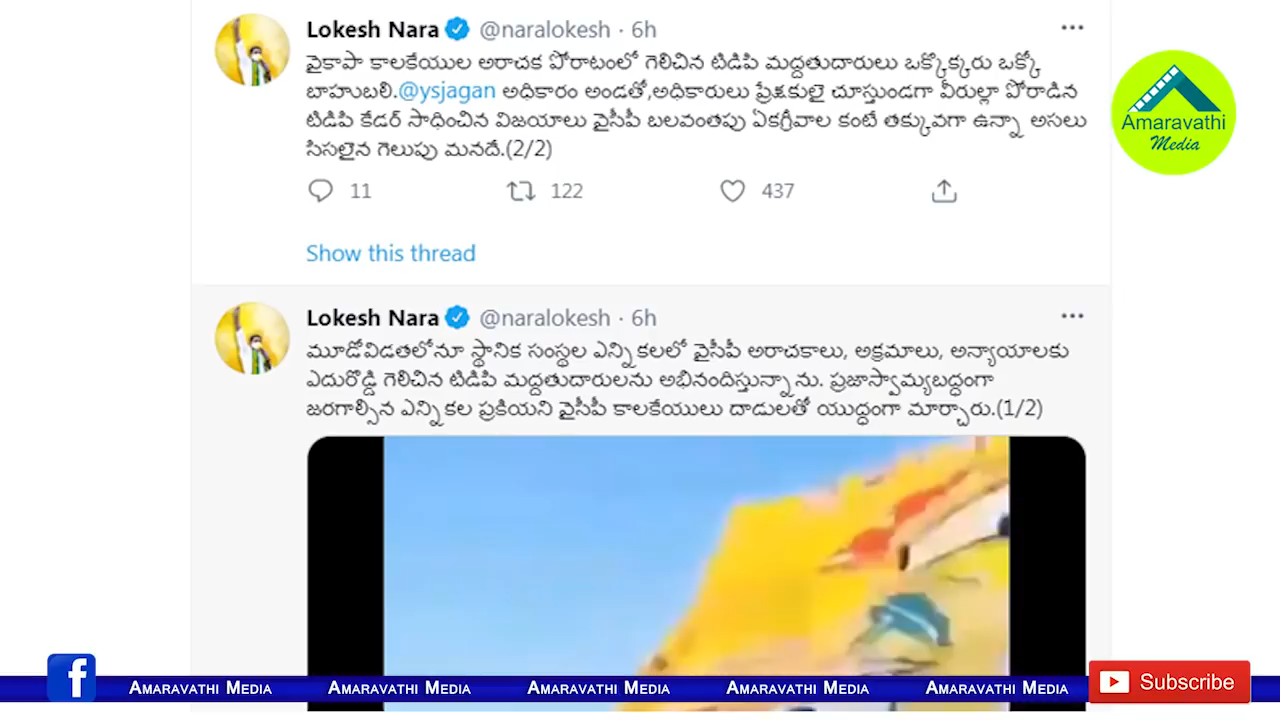 Lokesh Nara @naralokesh · 6h
వైకాపా కాలకేయుల అరాచక పోరాటంలో గెలిచిన టిడిపి మద్దతుదారులు ఒక్కొక్కరు ఒక్కో
బాహుబలి.@ysjagan అధికారం అండతో,అధికారులు ప్రేక్షకులై చూస్తుండగా వీరుల్లా పోరాడిన
టిడిపి కేడర్ సాధించిన విజయాలు వైసీపీ బలవంతపు ఏకగ్రీవాల కంటే తక్కువగా ఉన్నా అసలు
సిసలైన గెలుపు మనదే.(2/2)
11 122 437
Show this thread
Lokesh Nara @naralokesh · 6h
మూడోవిడతలోనూ స్థానిక సంస్థల ఎన్నికలలో వైసీపీ అరాచకాలు, అక్రమాలు, అన్యాయాలకు
ఎదురొడ్డి గెలిచిన టిడిపి మద్దతుదారులను అభినందిస్తున్నాను. ప్రజాస్వామ్యబద్ధంగా
జరగాల్సిన ఎన్నికల ప్రకియని వైసీపీ కాలకేయులు దాడులతో యుద్ధంగా మార్చారు.(1/2)
Amaravathi
Media
f
Amaravathi Media Amaravathi Media Amaravathi Media Amaravathi Media Amaravathi Media
Subscribe